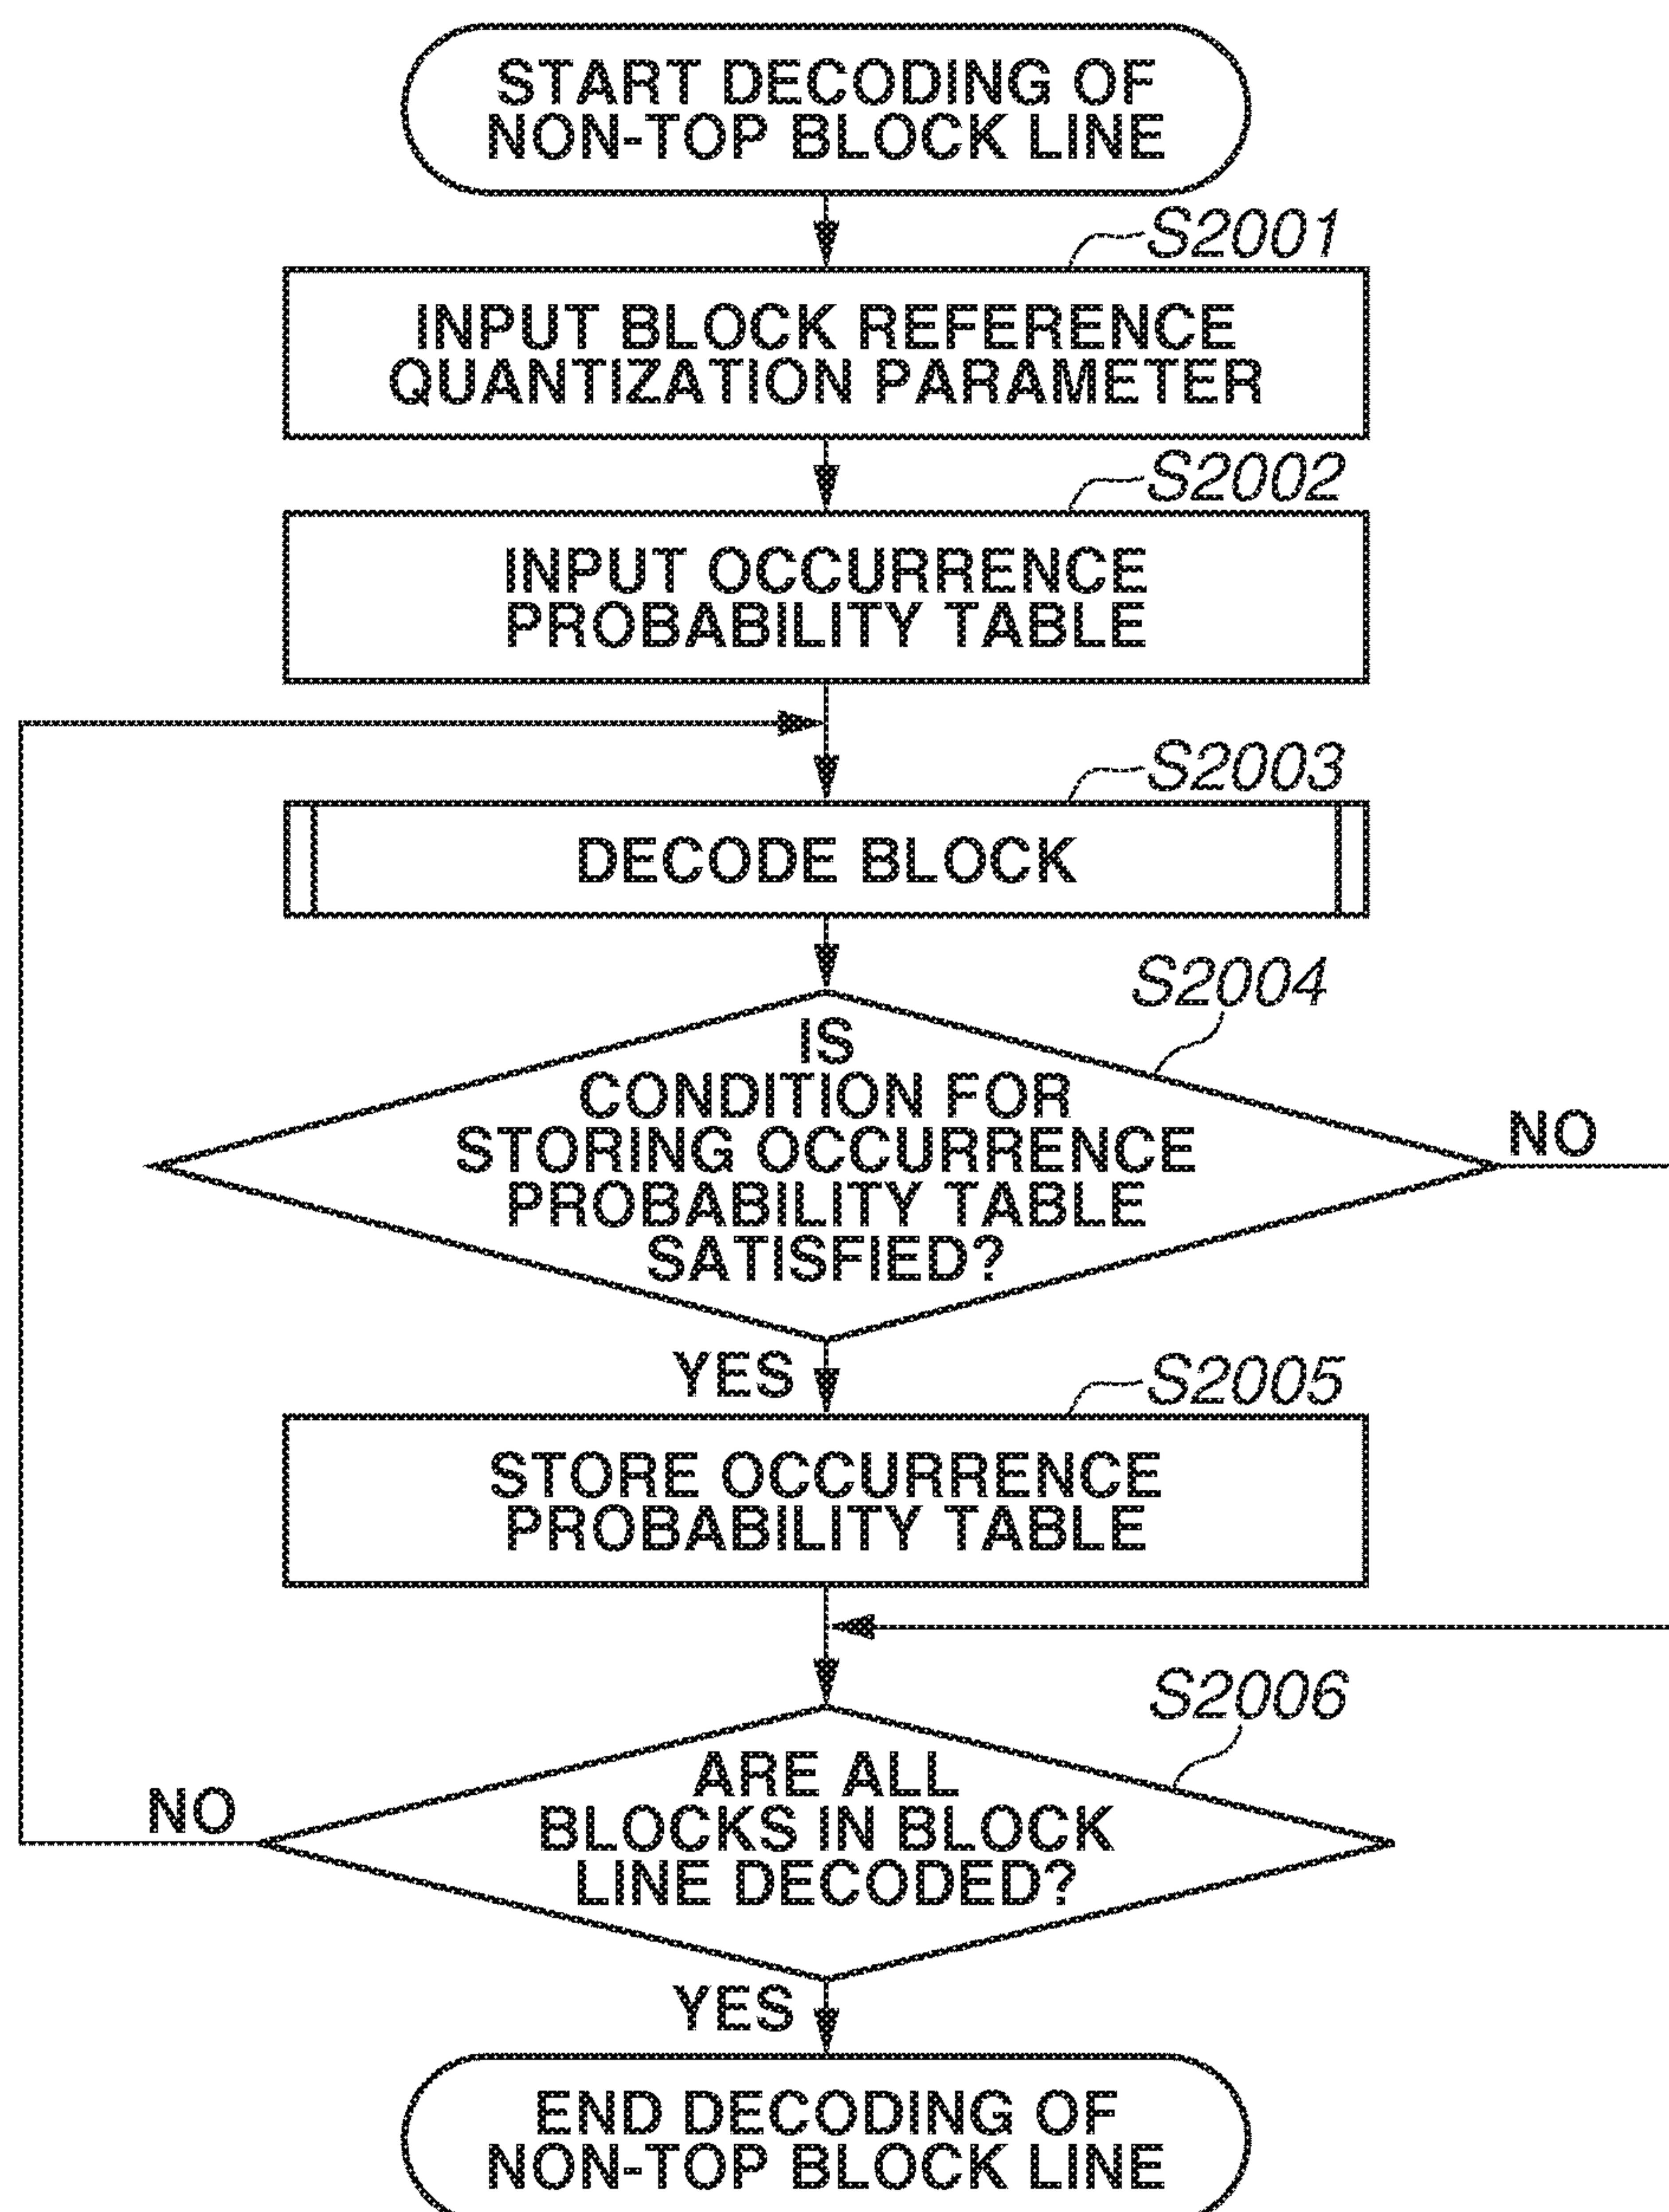 START DECODING OF
NON-TOP BLOCK LINE
S2001
INPUT BLOCK REFERENCE
QUANTIZATION PARAMETER
S2002
INPUT OCCURRENCE
PROBABILITY TABLE
S2003
DECODE BLOCK
S2004
IS
CONDITION FOR
STORING OCCURRENCE
PROBABILITY TABLE
SATISFIED?
NO
YES
S2005
STORE OCCURRENCE
PROBABILITY TABLE
S2006
ARE ALL
BLOCKS IN BLOCK
LINE DECODED?
NO
YES
END DECODING OF
NON-TOP BLOCK LINE